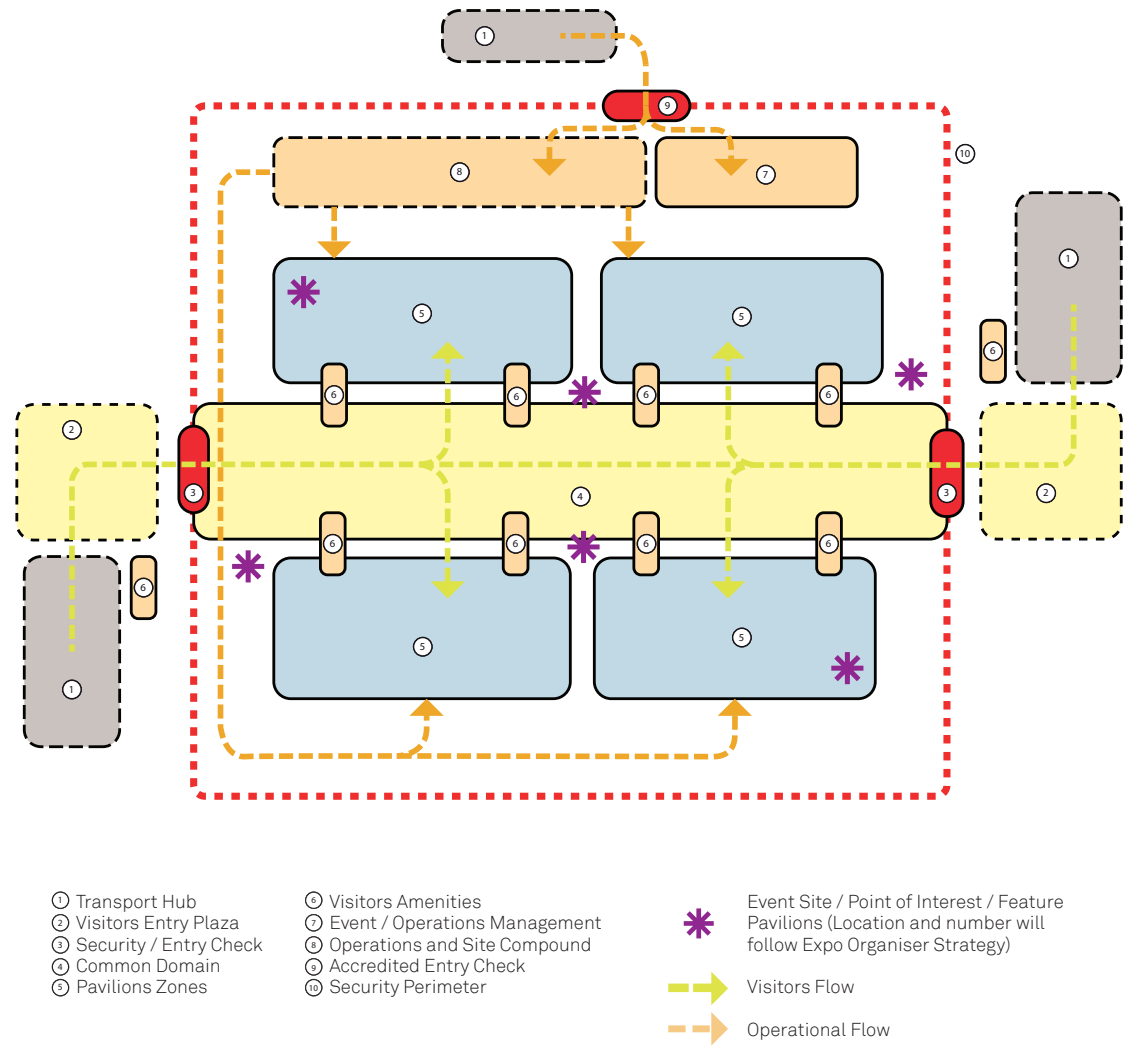 1
9
10
8
7
1
5
5
6
6
6
6
6
2
3
4
3
2
6
6
6
6
6
5
5
1
1 Transport Hub
2 Visitors Entry Plaza
3 Security / Entry Check
4 Common Domain
5 Pavilions Zones
6 Visitors Amenities
7 Event / Operations Management
8 Operations and Site Compound
9 Accredited Entry Check
10 Security Perimeter
Event Site / Point of Interest / Feature
Pavilions (Location and number will
follow Expo Organiser Strategy)
Visitors Flow
Operational Flow